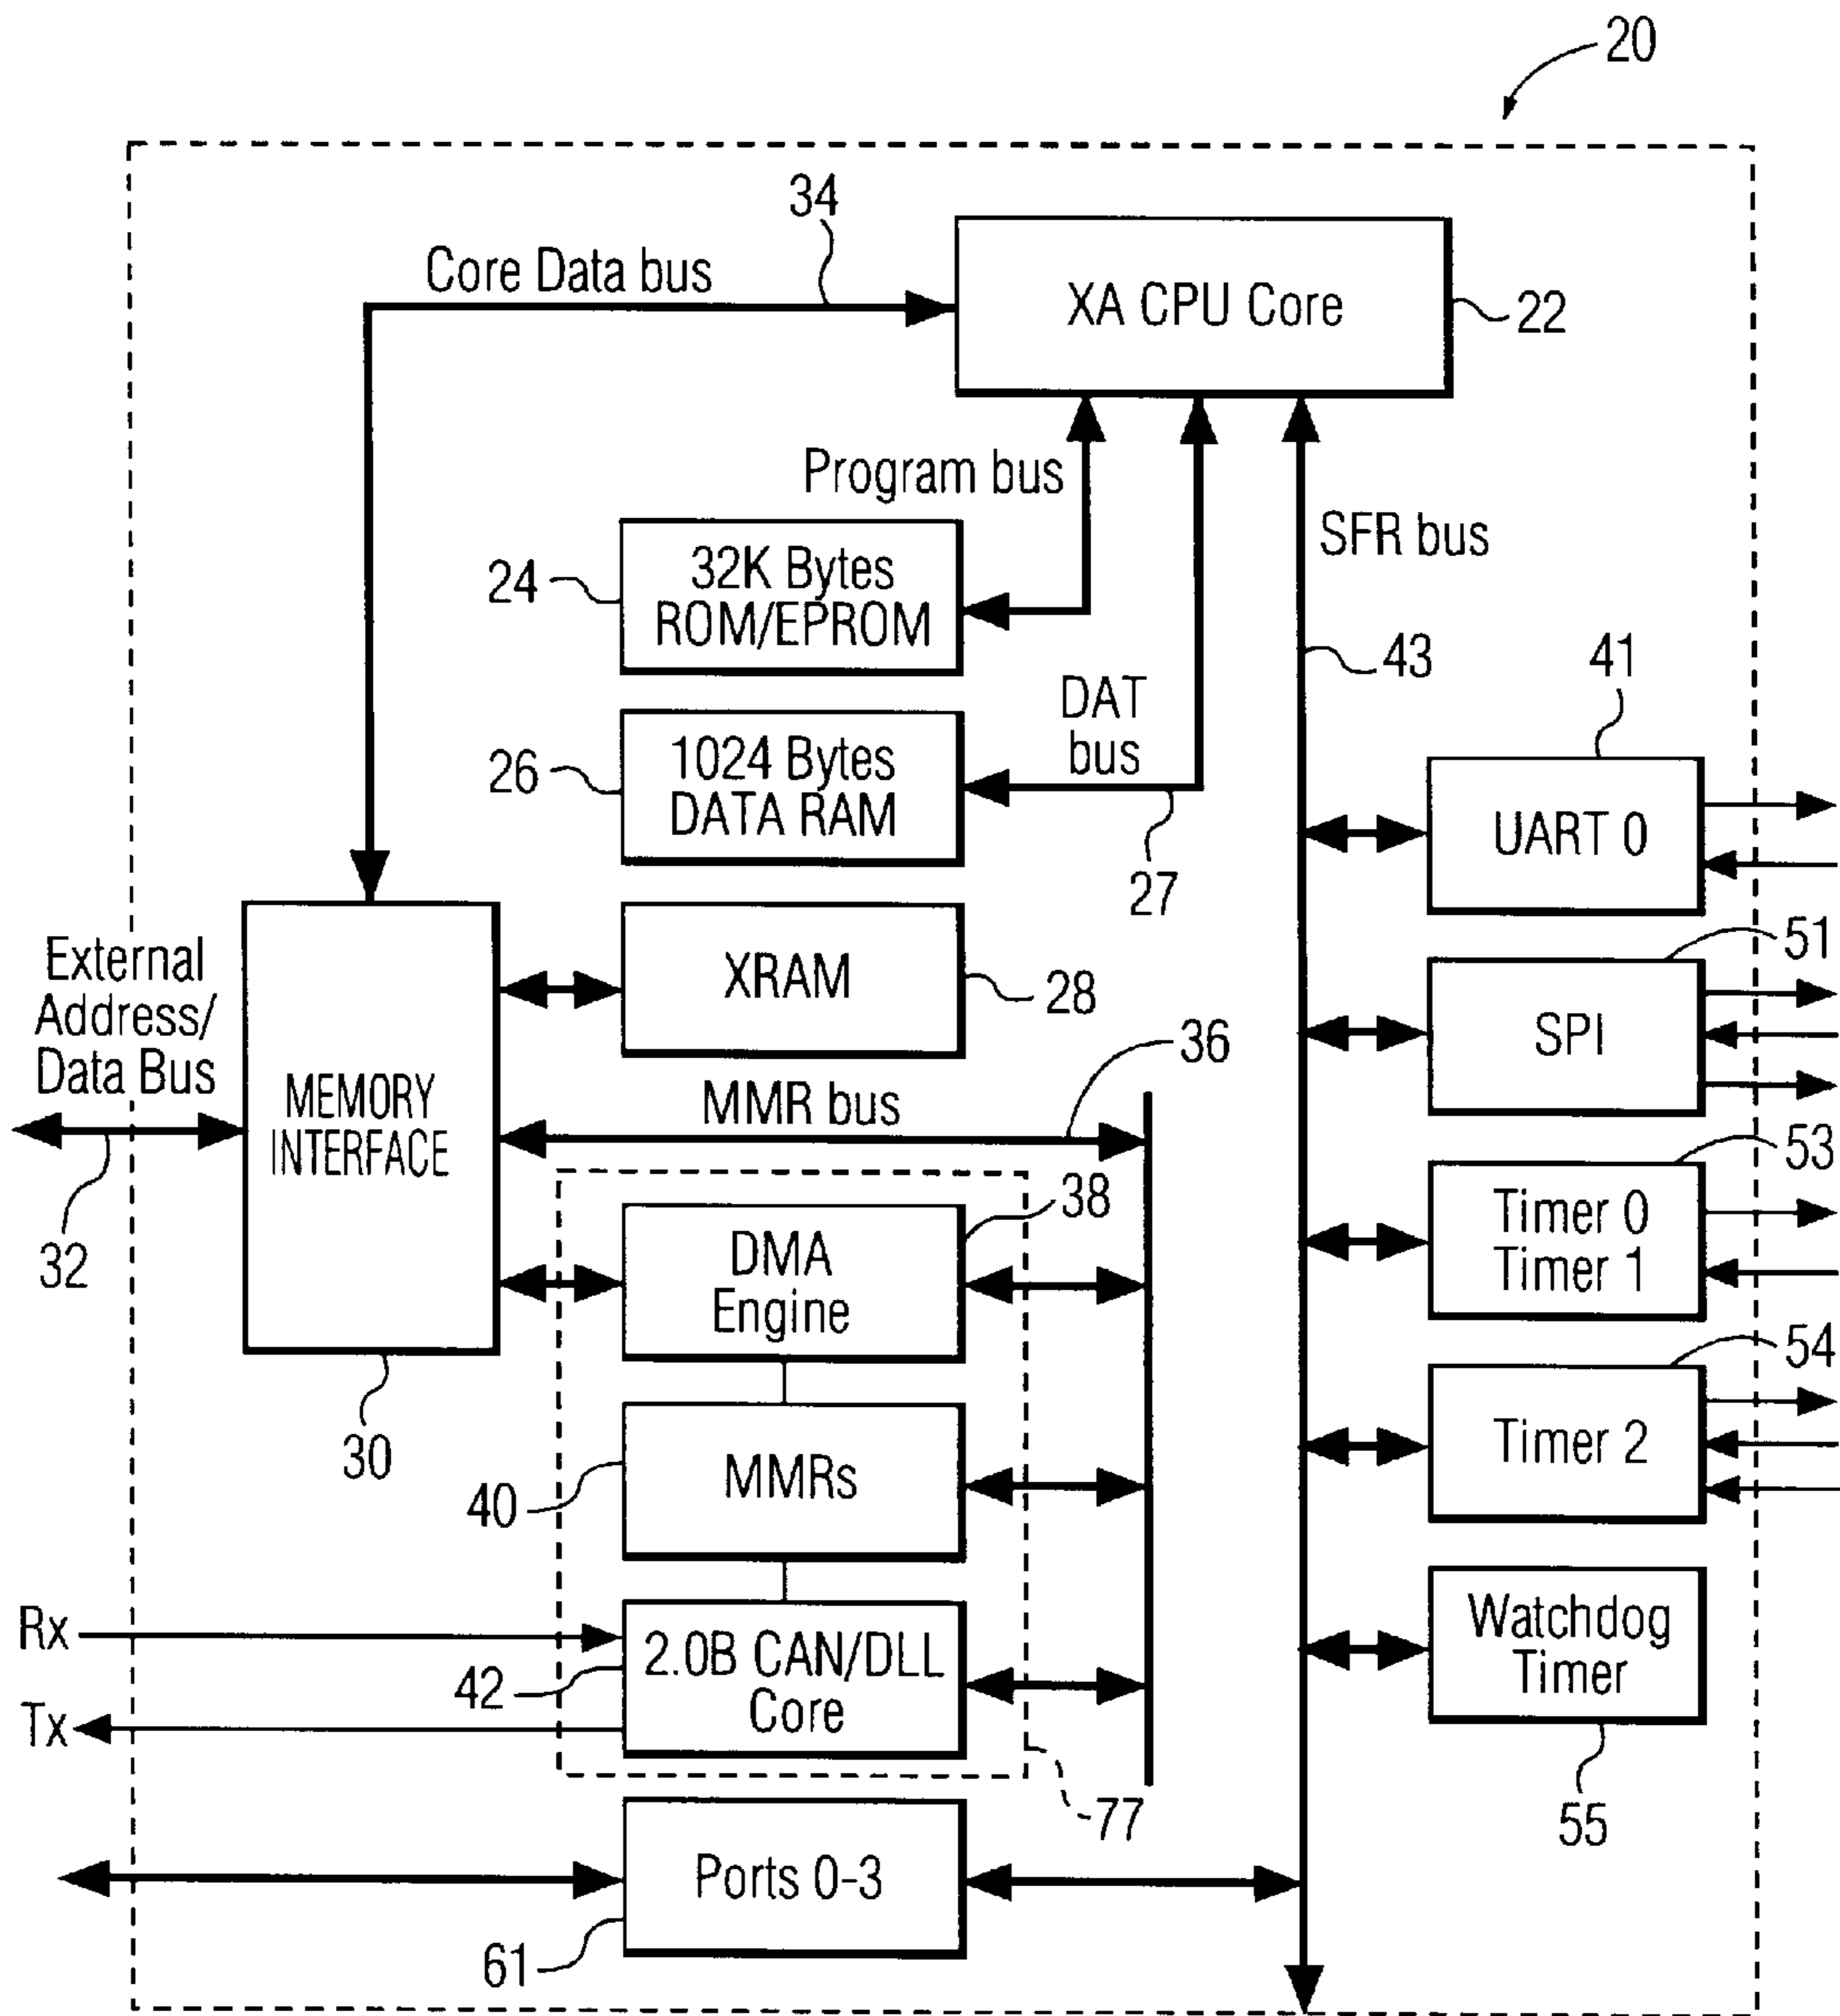 20
34
Core Data bus
XA CPU Core
22
Program bus
SFR bus
24
32K Bytes
ROM/EPROM
43
41
DAT
bus
26
1024 Bytes
DATA RAM
UART 0
27
External
Address/
Data Bus
XRAM
28
51
SPI
36
MEMORY
INTERFACE
MMR bus
32
38
DMA
Engine
53
Timer 0
Timer 1
30
54
40
MMRs
Timer 2
Rx
42
2.0B CAN/DLL
Core
Watchdog
Timer
Tx
77
55
Ports 0-3
61